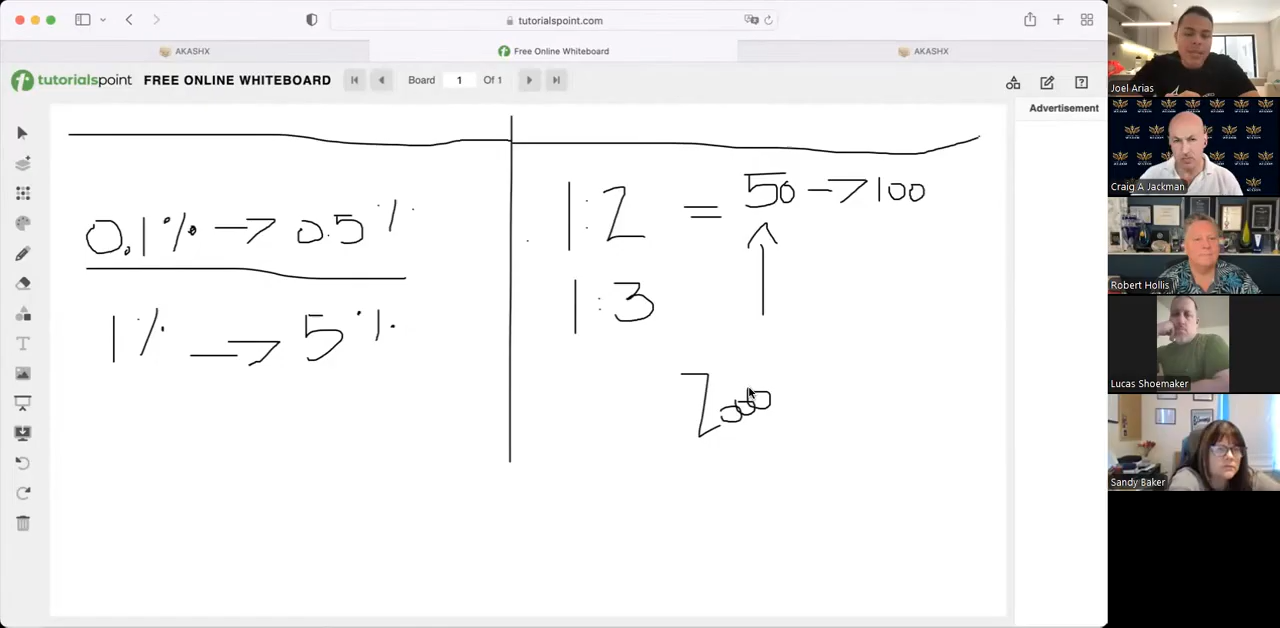 tutorialspoint.com
AKASHX
Free Online Whiteboard
AKASHX
tutorialspoint FREE ONLINE WHITEBOARD Board 1 Of 1
Advertisement
0.1% → 0.5%
1% → 5%
1:2 = 50 → 100
1:3
2000
Joel Arias
Craig A Jackman
Robert Hollis
Lucas Shoemaker
Sandy Baker